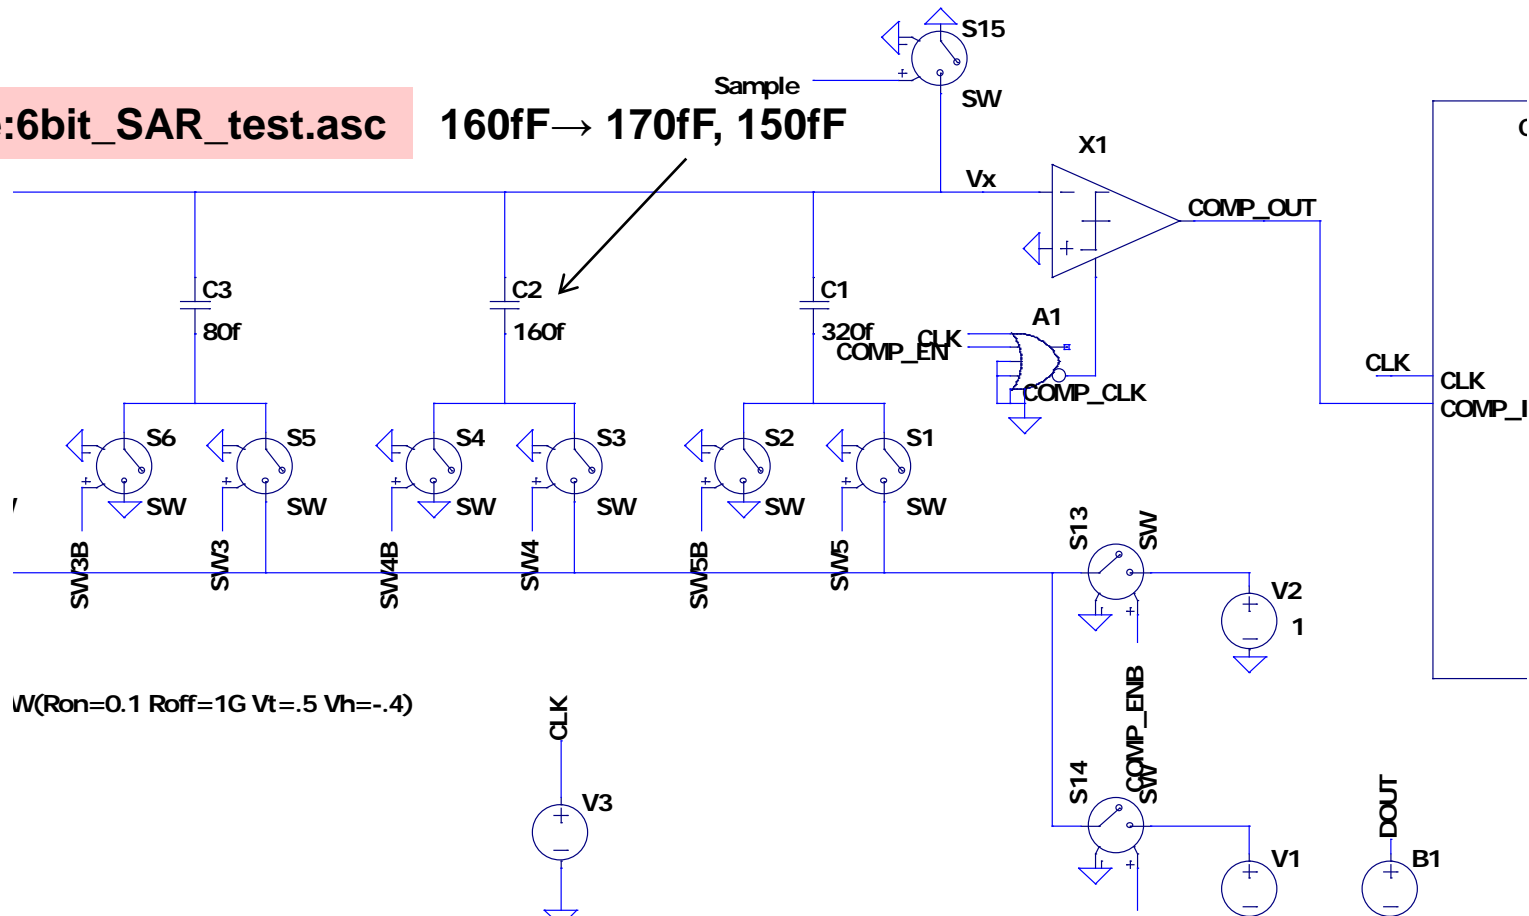 S15
Sample
SW
e:6bit_SAR_test.asc
160fF→ 170fF, 150fF
X1
Vx
COMP_OUT
C3
80f
C2
160f
C1
320f
A1
CLK
COMP_EN
COMP_CLK
CLK
CLK
COMP_I
S6
S5
S4
S3
S2
S1
SW
SW
SW
SW
SW
SW
SW3B
SW3
SW4B
SW4
SW5B
SW5
S13
SW
V2
1
W(Ron=0.1 Roff=1G Vt=.5 Vh=-.4)
CLK
COMP_ENB
S14
SW
V3
DOUT
V1
B1